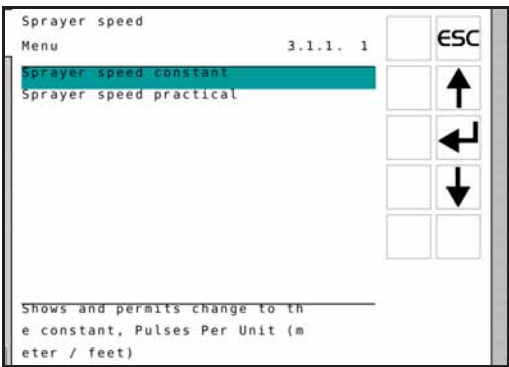 Sprayer speed
Menu 3.1.1. 1
ESC
Sprayer speed constant
Sprayer speed practical
Shows and permits change to th
e constant, Pulses Per Unit (m
eter / feet)